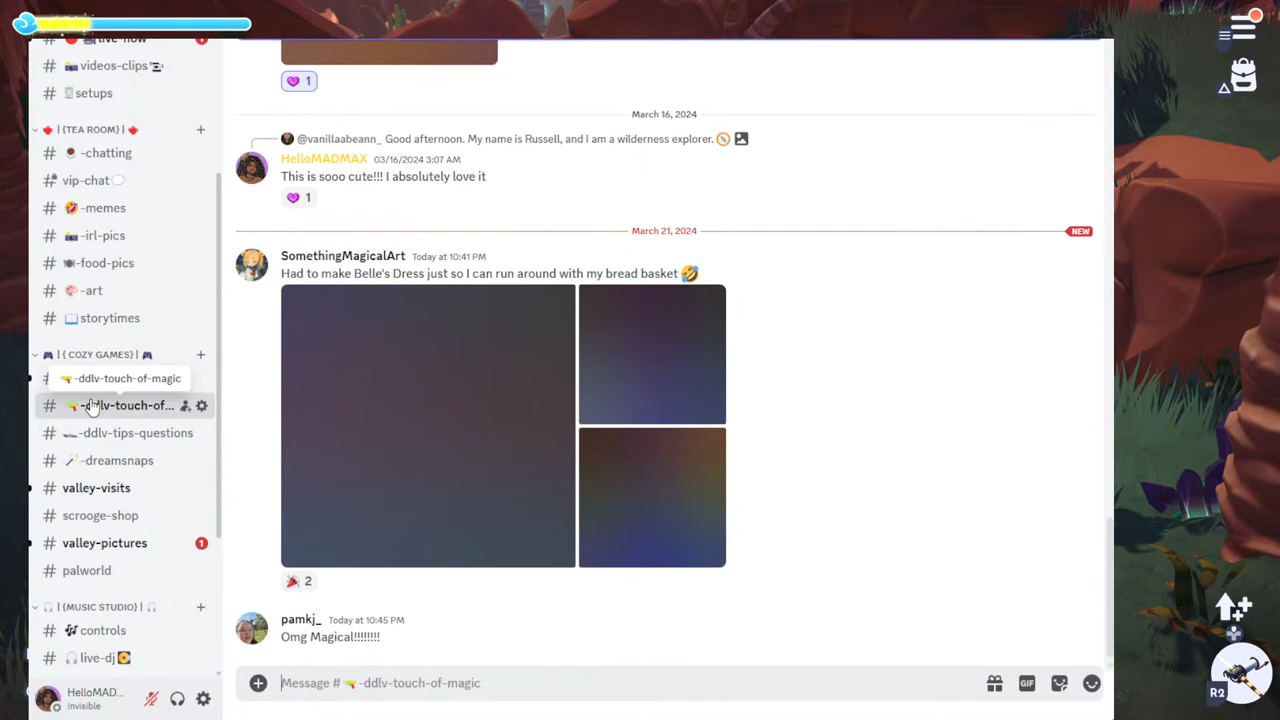 live-now
1
videos-clips
setups
| {TEA ROOM} |
-chatting
vip-chat
-memes
-irl-pics
-food-pics
-art
storytimes
| { COZY GAMES} |
-ddlv-touch-of-magic
-ddlv-touch-of...
-ddlv-tips-questions
-dreamsnaps
valley-visits
scrooge-shop
valley-pictures
1
palworld
| {MUSIC STUDIO} |
controls
live-dj
HelloMAD...
Invisible
1
March 16, 2024
@vanillaabeann_ Good afternoon. My name is Russell, and I am a wilderness explorer.
HelloMADMAX 03/16/2024 3:07 AM
This is sooo cute!!! I absolutely love it
1
March 21, 2024
NEW
SomethingMagicalArt Today at 10:41 PM
Had to make Belle's Dress just so I can run around with my bread basket
2
pamkj_ Today at 10:45 PM
Omg Magical!!!!!!!!
Message # -ddlv-touch-of-magic
GIF
R2